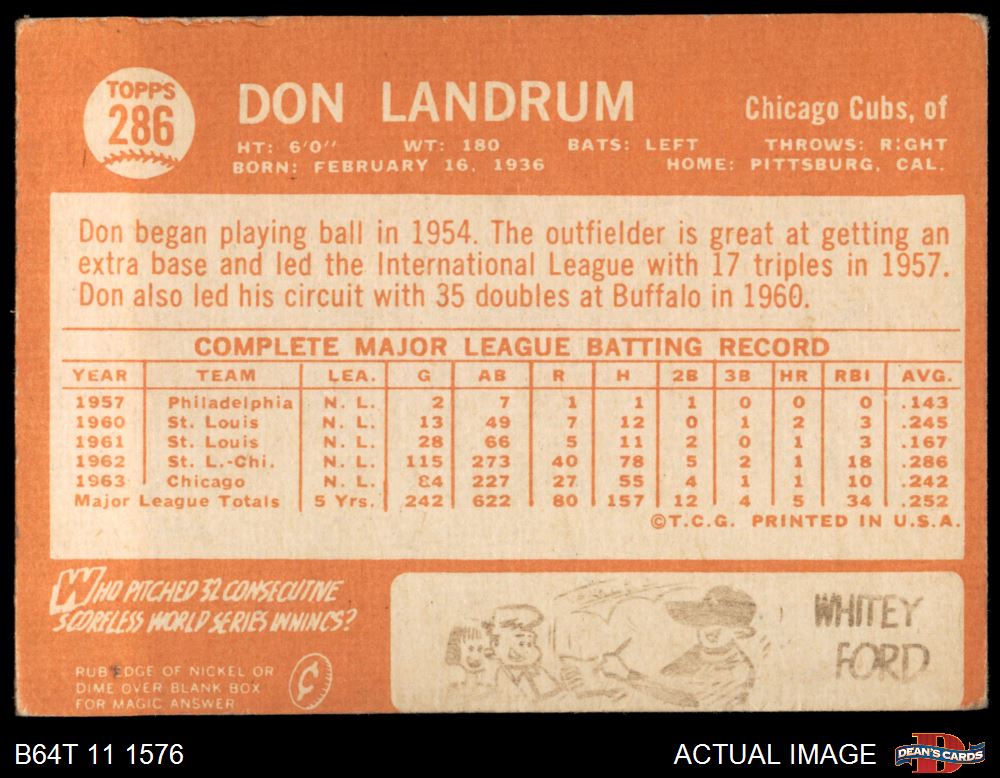 TOPPS
286
DON LANDRUM
Chicago Cubs, of
HT: 6'0" WT: 180 BATS: LEFT THROWS: RIGHT
BORN: FEBRUARY 16, 1936 HOME: PITTSBURG, CAL.
Don began playing ball in 1954. The outfielder is great at getting an
extra base and led the International League with 17 triples in 1957.
Don also led his circuit with 35 doubles at Buffalo in 1960.
COMPLETE MAJOR LEAGUE BATTING RECORD
YEAR TEAM LEA. G AB R H 2B 3B HR RBI AVG.
1957 Philadelphia N. L. 2 7 1 1 1 0 0 0 .143
1960 St. Louis N. L. 13 49 7 12 0 1 2 3 .245
1961 St. Louis N. L. 28 66 5 11 2 0 1 3 .167
1962 St. L.-Chi. N. L. 115 273 40 78 5 2 1 18 .286
1963 Chicago N. L. 84 227 27 55 4 1 1 10 .242
Major League Totals 5 Yrs. 242 622 80 157 12 4 5 34 .252
©T.C.G. PRINTED IN U.S.A.
WHO PITCHED 32 CONSECUTIVE
SCORELESS WORLD SERIES INNINGS?
RUB EDGE OF NICKEL OR
DIME OVER BLANK BOX
FOR MAGIC ANSWER
WHITEY
FORD
B64T 11 1576
ACTUAL IMAGE
DEAN'S CARDS